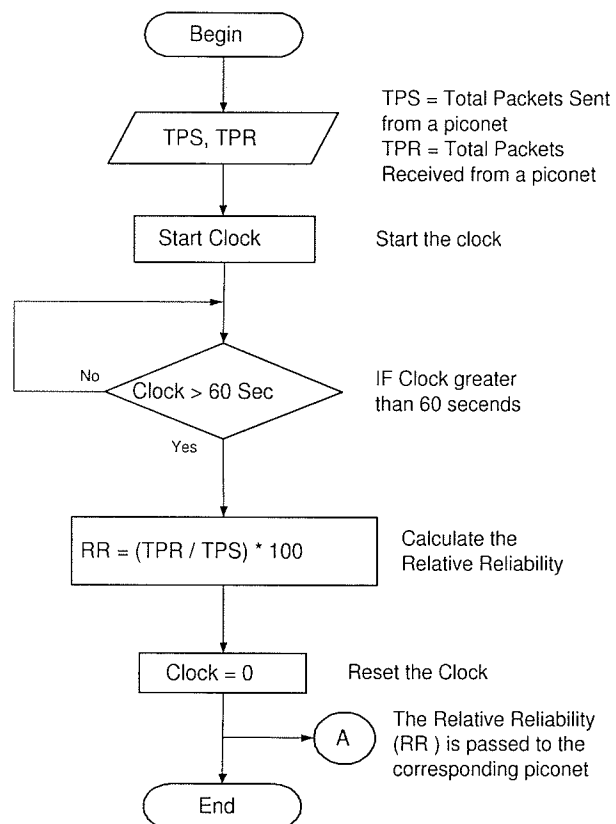 Begin
TPS, TPR
TPS = Total Packets Sent
from a piconet
TPR = Total Packets
Received from a piconet
Start Clock
Start the clock
No
Clock > 60 Sec
IF Clock greater
than 60 secends
Yes
RR = (TPR / TPS) * 100
Calculate the
Relative Reliability
Clock = 0
Reset the Clock
A
The Relative Reliability
(RR ) is passed to the
corresponding piconet
End